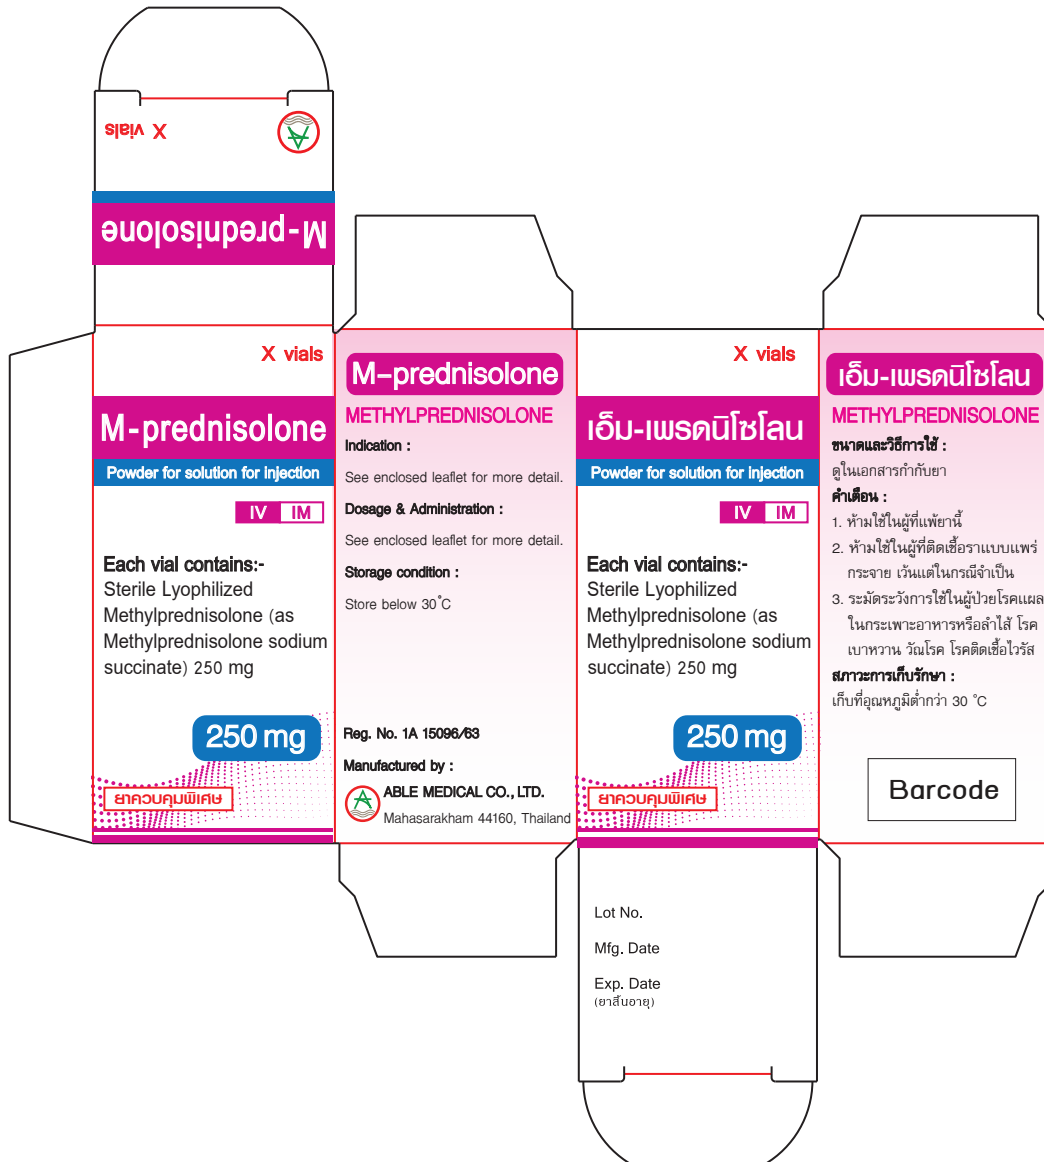 X vials
M-prednisolone
X vials
M-prednisolone
Powder for solution for injection
IV IM
Each vial contains:-
Sterile Lyophilized
Methylprednisolone (as
Methylprednisolone sodium
succinate) 250 mg
250 mg
ยาควบคุมพิเศษ
M-prednisolone
METHYLPREDNISOLONE
Indication :
See enclosed leaflet for more detail.
Dosage & Administration :
See enclosed leaflet for more detail.
Storage condition :
Store below 30°C
Reg. No. 1A 15096/63
Manufactured by :
ABLE MEDICAL CO., LTD.
Mahasarakham 44160, Thailand
X vials
เอ็ม-เพรดนิโซโลน
Powder for solution for injection
IV IM
Each vial contains:-
Sterile Lyophilized
Methylprednisolone (as
Methylprednisolone sodium
succinate) 250 mg
250 mg
ยาควบคุมพิเศษ
เอ็ม-เพรดนิโซโลน
METHYLPREDNISOLONE
ขนาดและวิธีการใช้ :
ดูในเอกสารกำกับยา
คำเตือน :
1. ห้ามใช้ในผู้ที่แพ้ยานี้
2. ห้ามใช้ในผู้ที่ติดเชื้อราแบบแพร่
กระจาย เว้นแต่ในกรณีจำเป็น
3. ระมัดระวังการใช้ในผู้ป่วยโรคแผล
ในกระเพาะอาหารหรือลำไส้ โรค
เบาหวาน วัณโรค โรคติดเชื้อไวรัส
สภาวะการเก็บรักษา :
เก็บที่อุณหภูมิต่ำกว่า 30 °C
Barcode
Lot No.
Mfg. Date
Exp. Date
(ยาสิ้นอายุ)